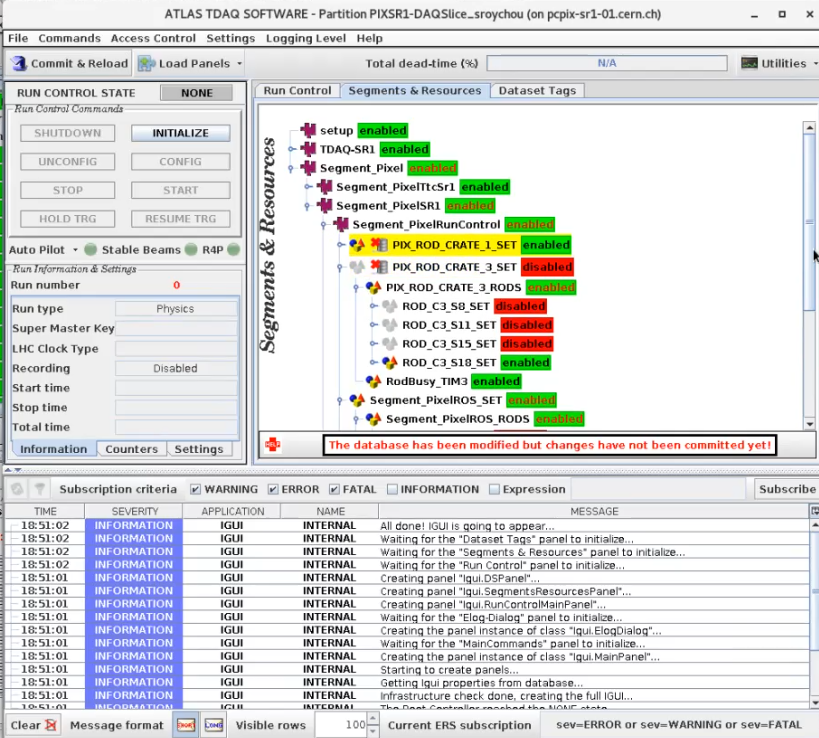 ATLAS TDAQ SOFTWARE - Partition PIXSR1-DAQSlice_sroychou (on pcpix-sr1-01.cern.ch)
File Commands Access Control Settings Logging Level Help
Commit & Reload Load Panels Total dead-time (%) N/A Utilities
RUN CONTROL STATE NONE
Run Control Commands
SHUTDOWN INITIALIZE
UNCONFIG CONFIG
STOP START
HOLD TRG RESUME TRG
Auto Pilot Stable Beams R4P
Run Information & Settings
Run number 0
Run type Physics
Super Master Key
LHC Clock Type
Recording Disabled
Start time
Stop time
Total time
Information Counters Settings
Run Control Segments & Resources Dataset Tags
Segments & Resources
setup enabled
TDAQ-SR1 enabled
Segment_Pixel enabled
Segment_PixelTtcSr1 enabled
Segment_PixelSR1 enabled
Segment_PixelRunControl enabled
PIX_ROD_CRATE_1_SET enabled
PIX_ROD_CRATE_3_SET disabled
PIX_ROD_CRATE_3_RODS enabled
ROD_C3_S8_SET disabled
ROD_C3_S11_SET disabled
ROD_C3_S15_SET disabled
ROD_C3_S18_SET enabled
RodBusy_TIM3 enabled
Segment_PixelROS_SET enabled
Segment_PixelROS_RODS enabled
HELP The database has been modified but changes have not been committed yet!
Subscription criteria WARNING ERROR FATAL INFORMATION Expression Subscribe
TIME SEVERITY APPLICATION NAME MESSAGE
18:51:02 INFORMATION IGUI INTERNAL All done! IGUI is going to appear...
18:51:02 INFORMATION IGUI INTERNAL Waiting for the "Dataset Tags" panel to initialize...
18:51:02 INFORMATION IGUI INTERNAL Waiting for the "Segments & Resources" panel to initialize...
18:51:02 INFORMATION IGUI INTERNAL Waiting for the "Run Control" panel to initialize...
18:51:01 INFORMATION IGUI INTERNAL Creating panel "Igui.DSPanel"...
18:51:01 INFORMATION IGUI INTERNAL Creating panel "Igui.SegmentsResourcesPanel"...
18:51:01 INFORMATION IGUI INTERNAL Creating panel "Igui.RunControlMainPanel"...
18:51:01 INFORMATION IGUI INTERNAL Waiting for the "Elog-Dialog" panel to initialize...
18:51:01 INFORMATION IGUI INTERNAL Creating the panel instance of class "Igui.ElogDialog"...
18:51:01 INFORMATION IGUI INTERNAL Waiting for the "MainCommands" panel to initialize...
18:51:01 INFORMATION IGUI INTERNAL Creating the panel instance of class "Igui.MainPanel"...
18:51:01 INFORMATION IGUI INTERNAL Starting to create panels...
18:51:01 INFORMATION IGUI INTERNAL Getting Igui properties from database...
18:51:01 INFORMATION IGUI INTERNAL Infrastructure check done, creating the full IGUI...
18:51:01 INFORMATION IGUI INTERNAL The Root Controller reached the NONE state
Clear Message format SHORT LONG Visible rows 100 Current ERS subscription sev=ERROR or sev=WARNING or sev=FATAL